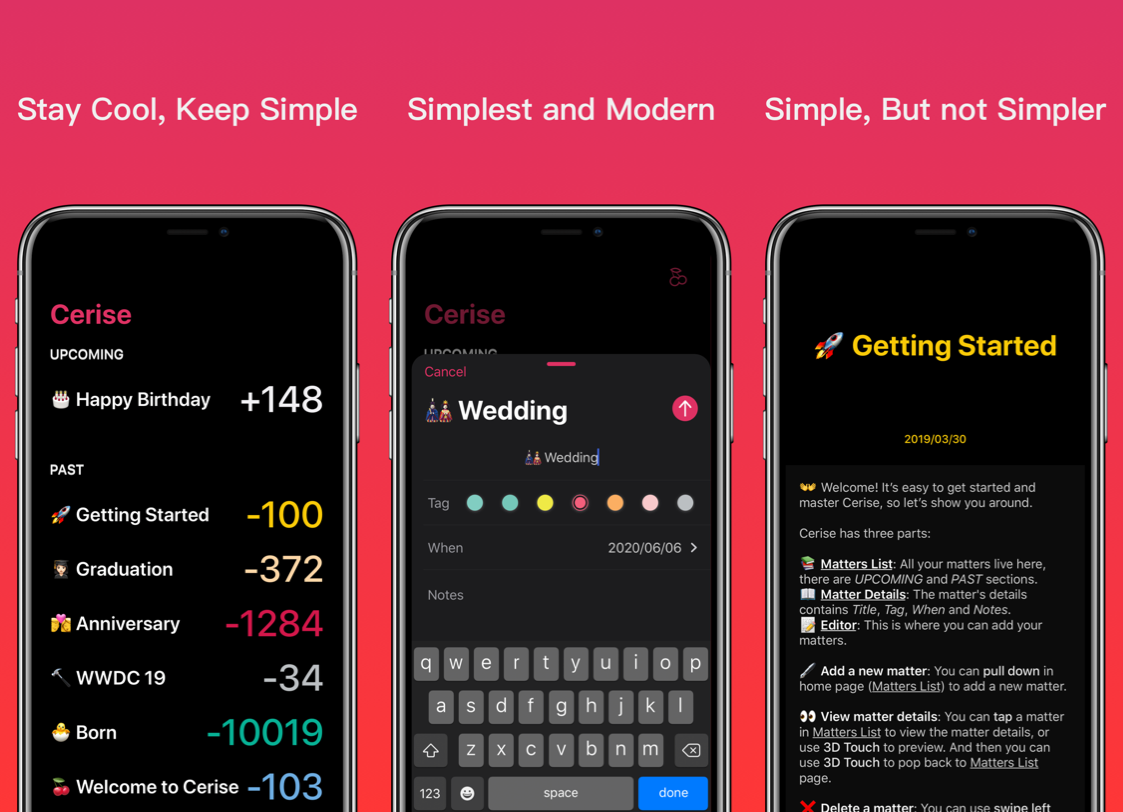 Stay Cool, Keep Simple
Simplest and Modern
Simple, But not Simpler
Cerise
UPCOMING
🎂 Happy Birthday +148
PAST
🚀 Getting Started -100
👩🏻‍🎓 Graduation -372
💏 Anniversary -1284
🔨 WWDC 19 -34
🐣 Born -10019
🍒 Welcome to Cerise -103
Cerise
UPCOMING
Cancel
🎎 Wedding
🎎 Wedding
Tag
When 2020/06/06
Notes
q w e r t y u i o p
a s d f g h j k l
z x c v b n m
123 space done
🚀 Getting Started
2019/03/30
👐 Welcome! It's easy to get started and
master Cerise, so let's show you around.
Cerise has three parts:
📚 Matters List: All your matters live here,
there are UPCOMING and PAST sections.
📖 Matter Details: The matter's details
contains Title, Tag, When and Notes.
📝 Editor: This is where you can add your
matters.
🖌 Add a new matter: You can pull down in
home page (Matters List) to add a new matter.
👀 View matter details: You can tap a matter
in Matters List to view the matter details, or
use 3D Touch to preview. And then you can
use 3D Touch to pop back to Matters List
page.
❌ Delete a matter: You can use swipe left